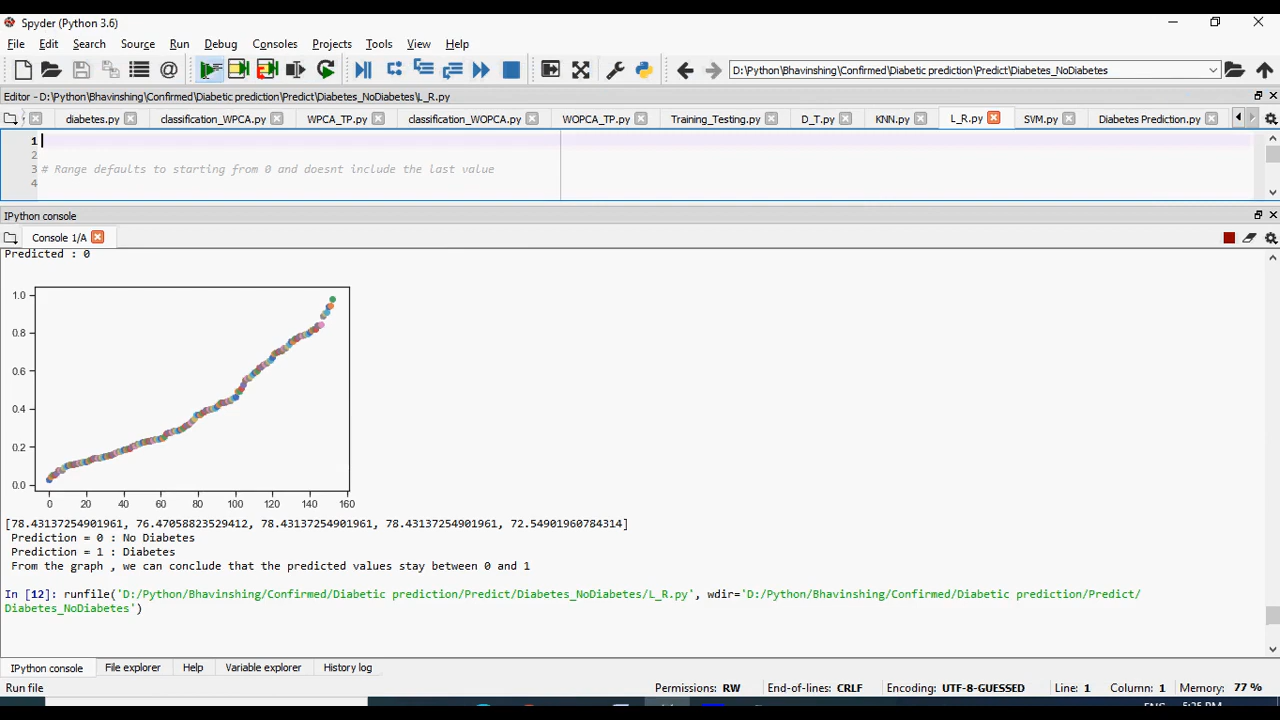 Spyder (Python 3.6)
File Edit Search Source Run Debug Consoles Projects Tools View Help
D:\Python\Bhavinshing\Confirmed\Diabetic prediction\Predict\Diabetes_NoDiabetes
Editor - D:\Python\Bhavinshing\Confirmed\Diabetic prediction\Predict\Diabetes_NoDiabetes\L_R.py
diabetes.py classification_WPCA.py WPCA_TP.py classification_WOPCA.py WOPCA_TP.py Training_Testing.py D_T.py KNN.py L_R.py SVM.py Diabetes Prediction.py
1
2
3 # Range defaults to starting from 0 and doesnt include the last value
4
IPython console
Console 1/A
Predicted : 0
1.0
0.8
0.6
0.4
0.2
0.0
0 20 40 60 80 100 120 140 160
[78.43137254901961, 76.47058823529412, 78.43137254901961, 78.43137254901961, 72.54901960784314]
Prediction = 0 : No Diabetes
Prediction = 1 : Diabetes
From the graph , we can conclude that the predicted values stay between 0 and 1
In [12]: runfile('D:/Python/Bhavinshing/Confirmed/Diabetic prediction/Predict/Diabetes_NoDiabetes/L_R.py', wdir='D:/Python/Bhavinshing/Confirmed/Diabetic prediction/Predict/
Diabetes_NoDiabetes')
IPython console File explorer Help Variable explorer History log
Run file Permissions: RW End-of-lines: CRLF Encoding: UTF-8-GUESSED Line: 1 Column: 1 Memory: 77 %